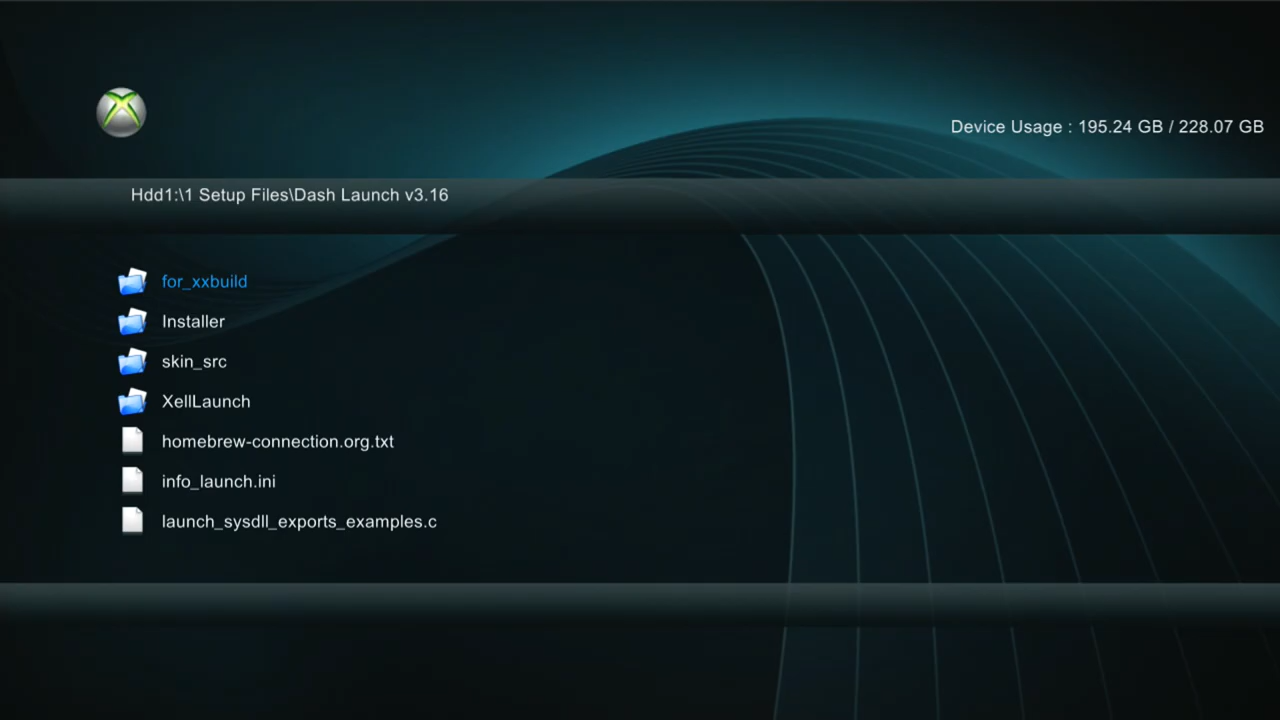 Device Usage : 195.24 GB / 228.07 GB
Hdd1:\1 Setup Files\Dash Launch v3.16
for_xxbuild
Installer
skin_src
XellLaunch
homebrew-connection.org.txt
info_launch.ini
launch_sysdll_exports_examples.c